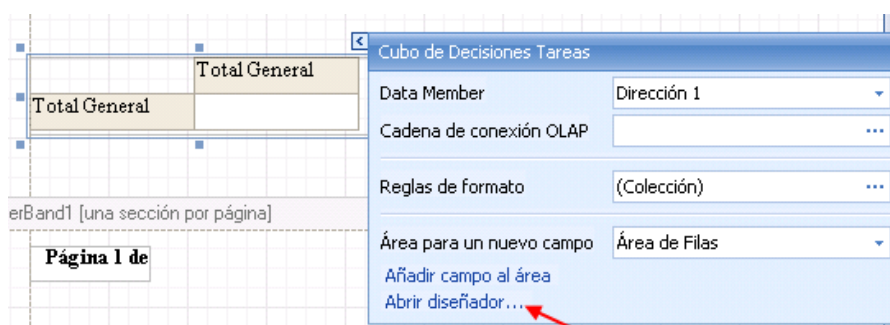 Cubo de Decisiones Tareas
Total General
Data Member Dirección 1
Total General
Cadena de conexión OLAP ...
Reglas de formato (Colección) ...
erBand1 [una sección por página]
Área para un nuevo campo Área de Filas
Página 1 de
Añadir campo al área
Abrir diseñador...